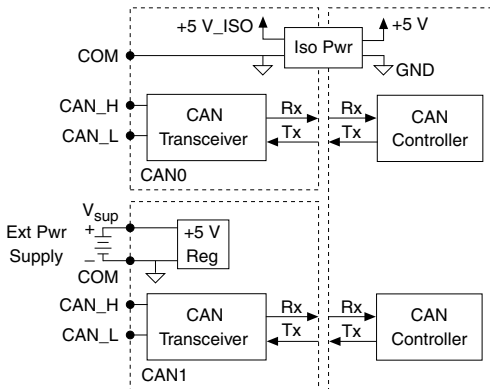 +5 V_ISO
Iso Pwr
+5 V
COM
GND
CAN_H
CAN_L
CAN
Transceiver
Rx
Tx
Rx
Tx
CAN
Controller
CAN0
Vsup
Ext Pwr
Supply
+
–
+5 V
Reg
COM
CAN_H
CAN_L
CAN
Transceiver
Rx
Tx
Rx
Tx
CAN
Controller
CAN1